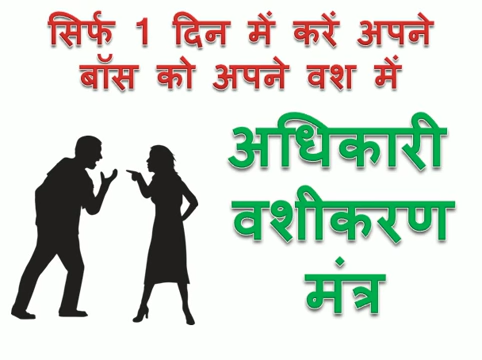 सिर्फ 1 दिन में करें अपने
बॉस को अपने वश में
अधिकारी
वशीकरण
मंत्र